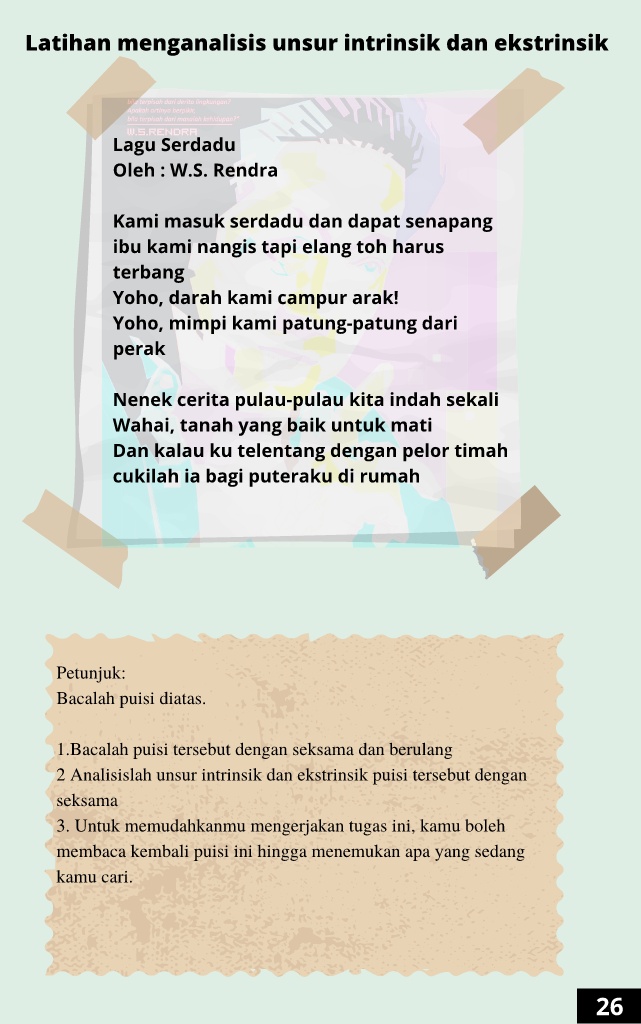 Latihan menganalisis unsur intrinsik dan ekstrinsik
W.S.RENDRA
Lagu Serdadu
Oleh : W.S. Rendra
Kami masuk serdadu dan dapat senapang
ibu kami nangis tapi elang toh harus
terbang
Yoho, darah kami campur arak!
Yoho, mimpi kami patung-patung dari
perak
Nenek cerita pulau-pulau kita indah sekali
Wahai, tanah yang baik untuk mati
Dan kalau ku telentang dengan pelor timah
cukilah ia bagi puteraku di rumah
Petunjuk:
Bacalah puisi diatas.
1.Bacalah puisi tersebut dengan seksama dan berulang
2 Analisislah unsur intrinsik dan ekstrinsik puisi tersebut dengan
seksama
3. Untuk memudahkanmu mengerjakan tugas ini, kamu boleh
membaca kembali puisi ini hingga menemukan apa yang sedang
kamu cari.
26